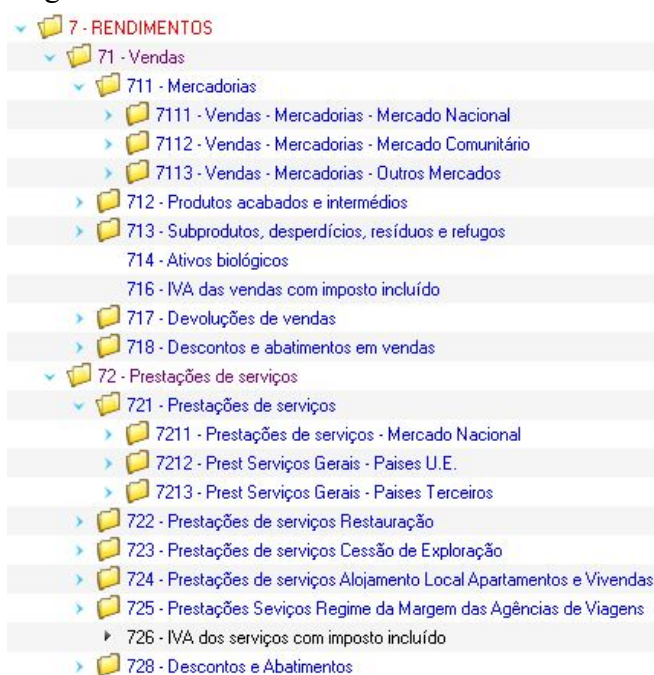 7 - RENDIMENTOS
71 - Vendas
711 - Mercadorias
7111 - Vendas - Mercadorias - Mercado Nacional
7112 - Vendas - Mercadorias - Mercado Comunitário
7113 - Vendas - Mercadorias - Outros Mercados
712 - Produtos acabados e intermédios
713 - Subprodutos, desperdícios, resíduos e refugos
714 - Ativos biológicos
716 - IVA das vendas com imposto incluído
717 - Devoluções de vendas
718 - Descontos e abatimentos em vendas
72 - Prestações de serviços
721 - Prestações de serviços
7211 - Prestações de serviços - Mercado Nacional
7212 - Prest Serviços Gerais - Paises U.E.
7213 - Prest Serviços Gerais - Paises Terceiros
722 - Prestações de serviços Restauração
723 - Prestações de serviços Cessão de Exploração
724 - Prestações de serviços Alojamento Local Apartamentos e Vivendas
725 - Prestações Seviços Regime da Margem das Agências de Viagens
726 - IVA dos serviços com imposto incluído
728 - Descontos e Abatimentos